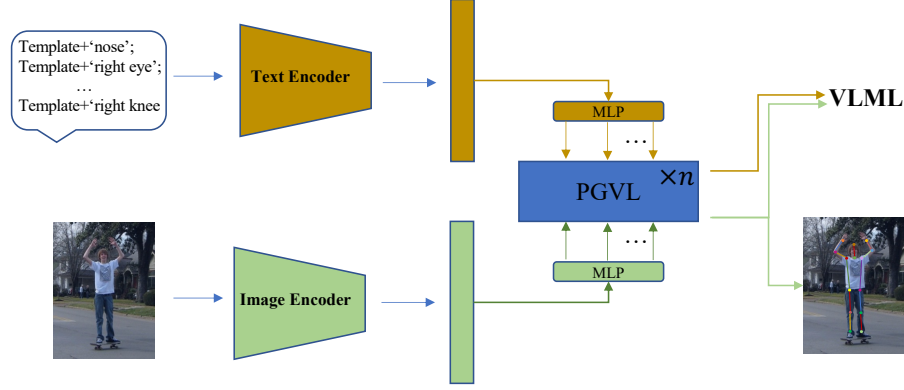 Template+‘nose’;
Template+‘right eye’;
…
Template+‘right knee
Text Encoder
MLP
…
VLML
PGVL
×n
…
MLP
Image Encoder